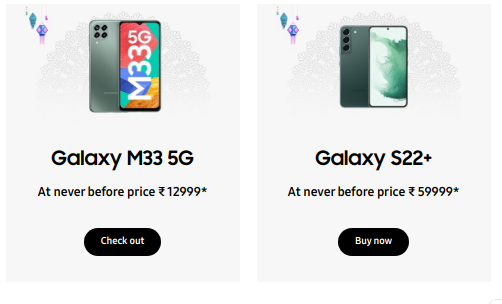 5G
M33
Galaxy M33 5G
At never before price ₹ 12999*
Check out
Galaxy S22+
At never before price ₹ 59999*
Buy now